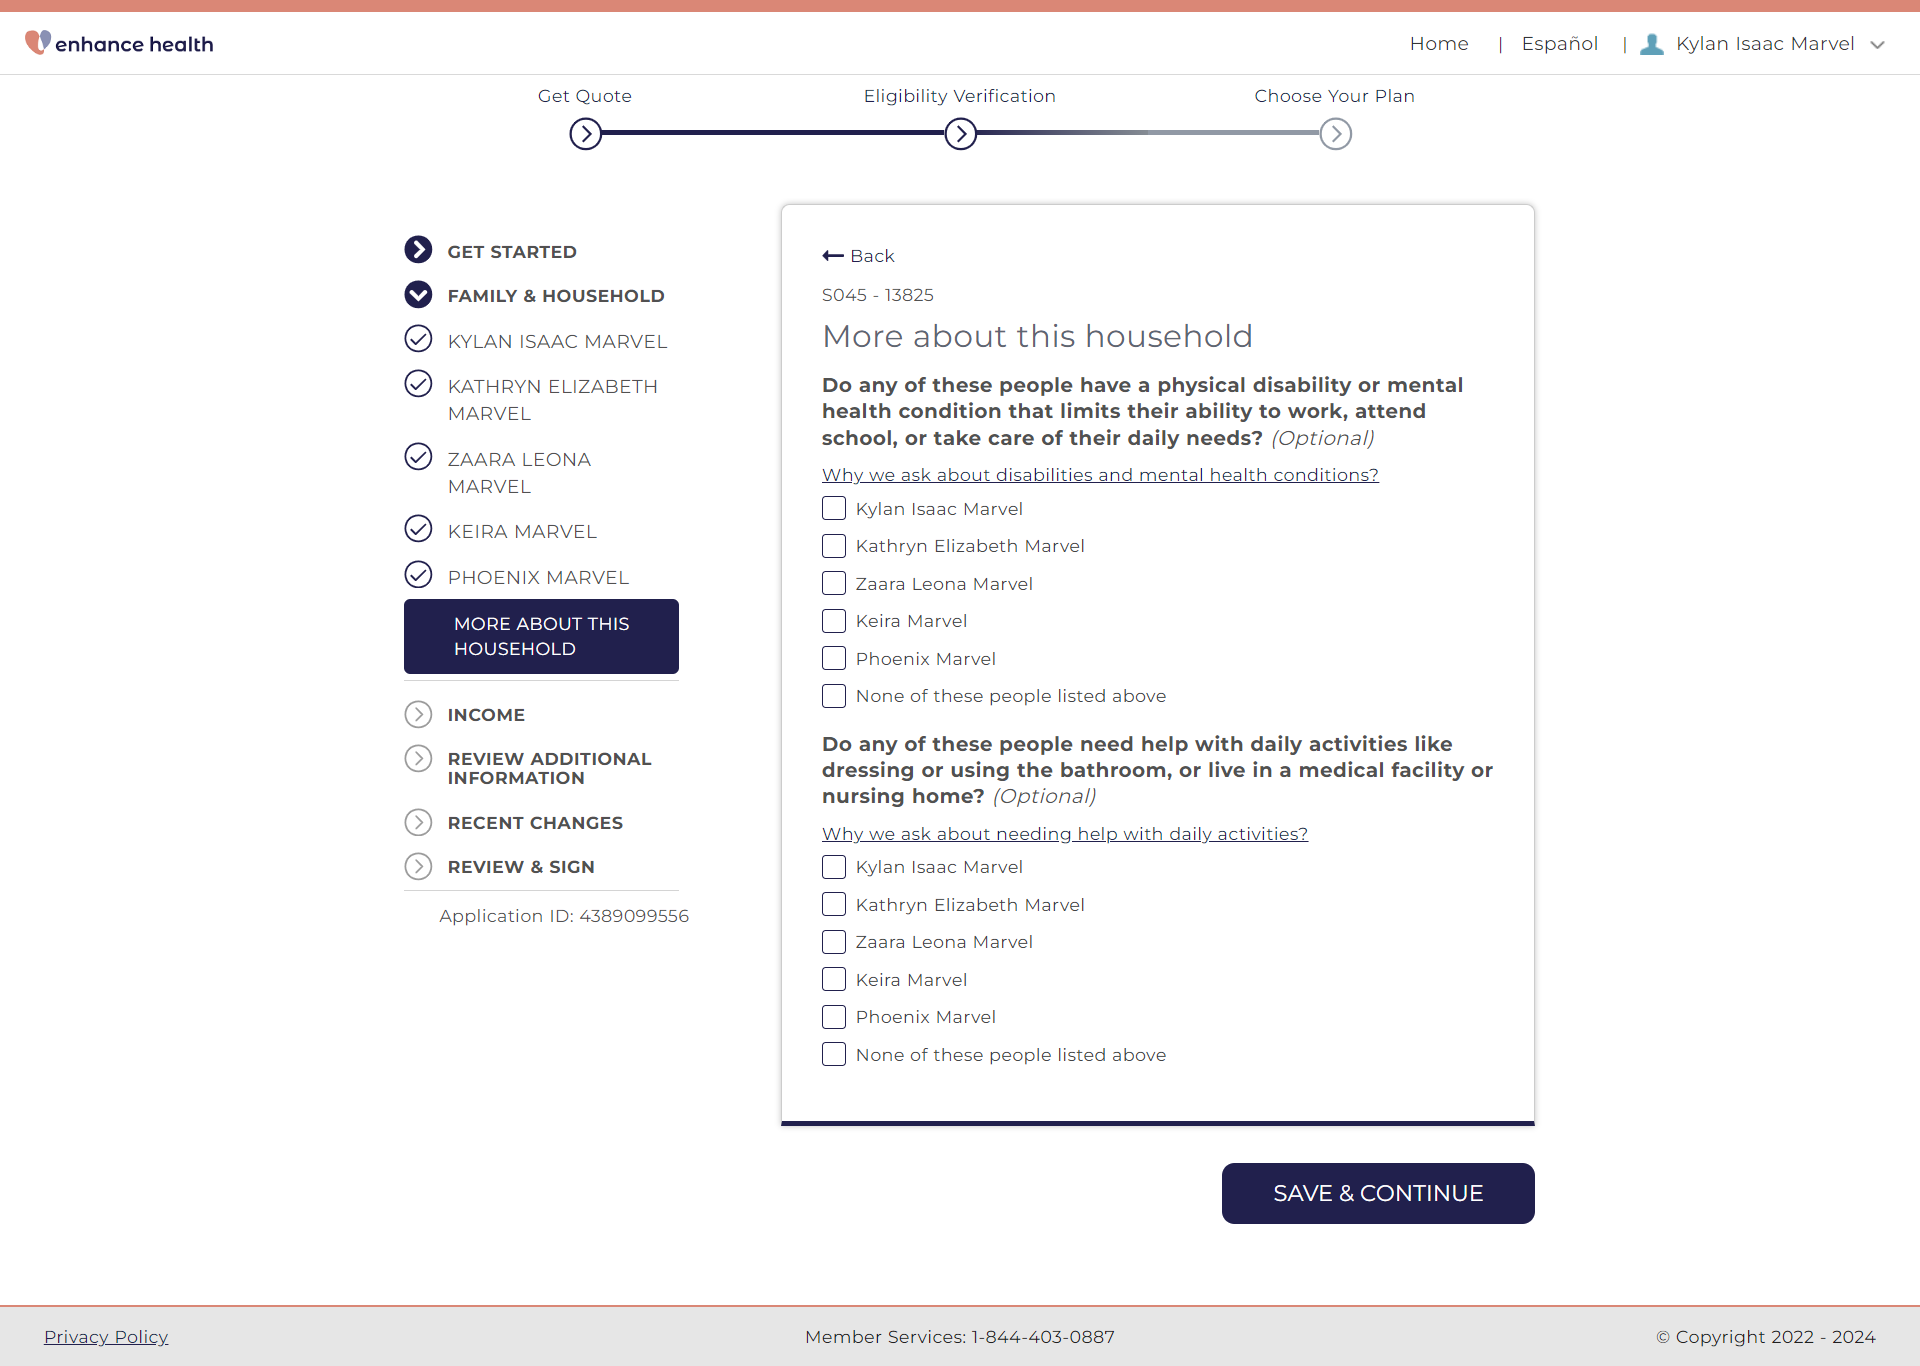 enhance health
Home | Español | Kylan Isaac Marvel
Get Quote
Eligibility Verification
Choose Your Plan
GET STARTED
FAMILY & HOUSEHOLD
KYLAN ISAAC MARVEL
KATHRYN ELIZABETH
MARVEL
ZAARA LEONA
MARVEL
KEIRA MARVEL
PHOENIX MARVEL
MORE ABOUT THIS
HOUSEHOLD
INCOME
REVIEW ADDITIONAL
INFORMATION
RECENT CHANGES
REVIEW & SIGN
Application ID: 4389099556
Back
S045 - 13825
More about this household
Do any of these people have a physical disability or mental
health condition that limits their ability to work, attend
school, or take care of their daily needs? (Optional)
Why we ask about disabilities and mental health conditions?
Kylan Isaac Marvel
Kathryn Elizabeth Marvel
Zaara Leona Marvel
Keira Marvel
Phoenix Marvel
None of these people listed above
Do any of these people need help with daily activities like
dressing or using the bathroom, or live in a medical facility or
nursing home? (Optional)
Why we ask about needing help with daily activities?
Kylan Isaac Marvel
Kathryn Elizabeth Marvel
Zaara Leona Marvel
Keira Marvel
Phoenix Marvel
None of these people listed above
SAVE & CONTINUE
Privacy Policy
Member Services: 1-844-403-0887
© Copyright 2022 - 2024